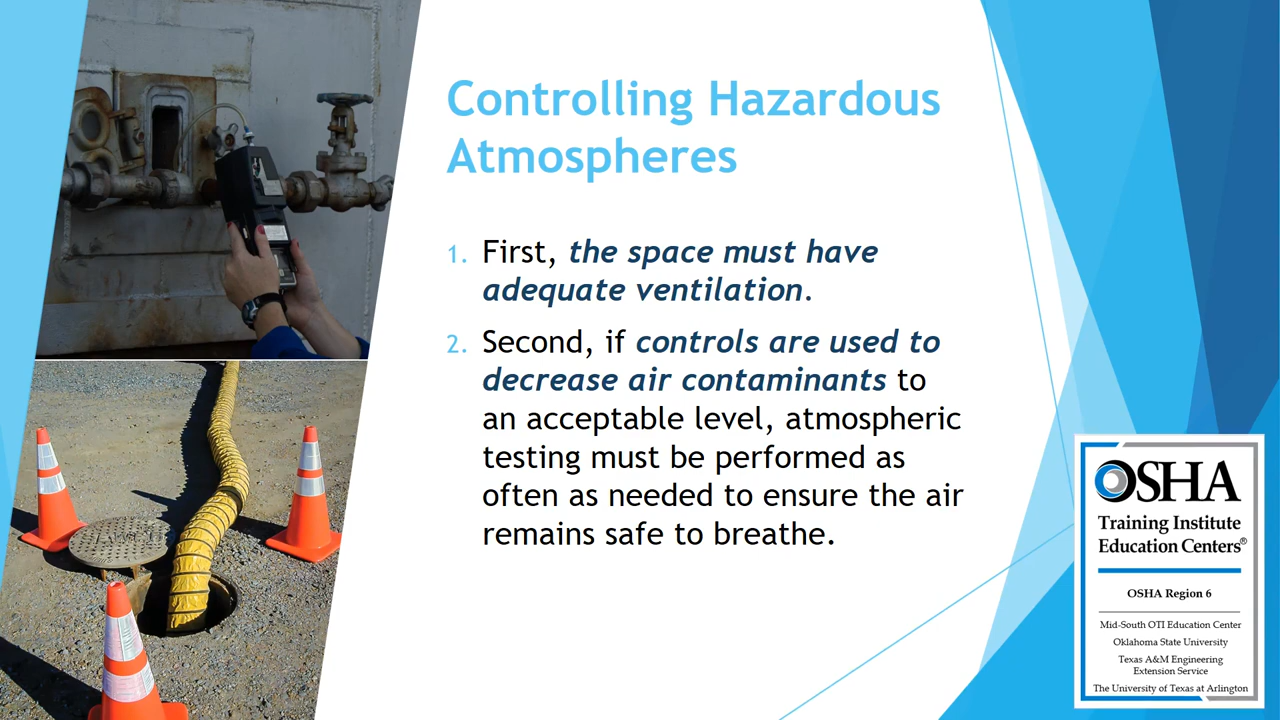 Controlling Hazardous
Atmospheres
1. First, the space must have
adequate ventilation.
2. Second, if controls are used to
decrease air contaminants to
an acceptable level, atmospheric
testing must be performed as
often as needed to ensure the air
remains safe to breathe.
OSHA
Training Institute
Education Centers®
OSHA Region 6
Mid-South OTI Education Center
Oklahoma State University
Texas A&M Engineering
Extension Service
The University of Texas at Arlington